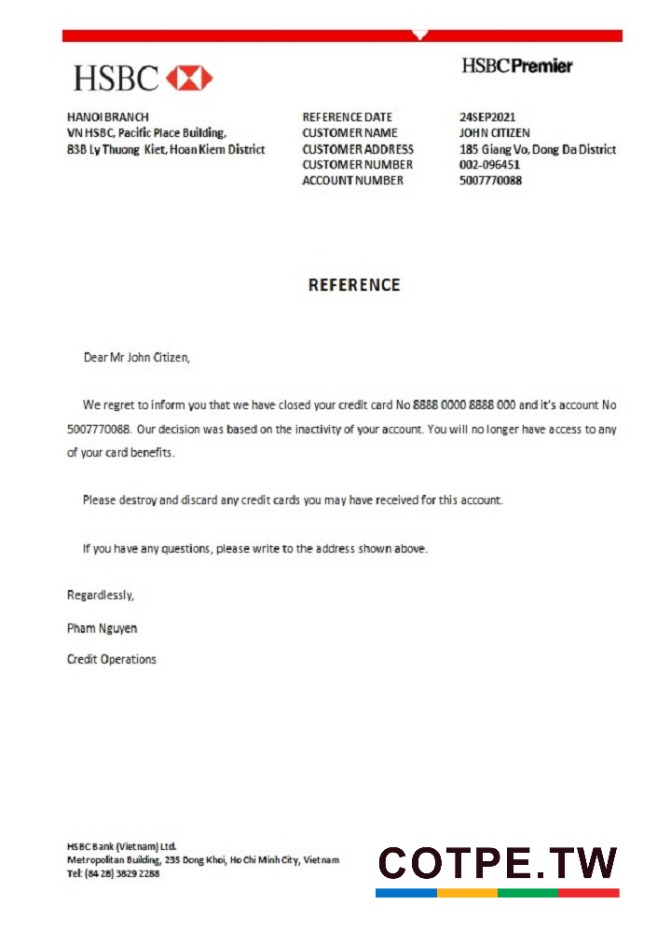 HSBC
HSBC Premier
HANOI BRANCH
VN HSBC, Pacific Place Building,
83B Ly Thuong Kiet, Hoan Kiem District
REFERENCE DATE 24SEP2021
CUSTOMER NAME JOHN CITIZEN
CUSTOMER ADDRESS 185 Giang Vo, Dong Da District
CUSTOMER NUMBER 002-096451
ACCOUNT NUMBER 5007770088
REFERENCE
Dear Mr John Citizen,
We regret to inform you that we have closed your credit card No 8888 0000 8888 000 and it's account No
5007770088. Our decision was based on the inactivity of your account. You will no longer have access to any
of your card benefits.
Please destroy and discard any credit cards you may have received for this account.
If you have any questions, please write to the address shown above.
Regardlessly,
Pham Nguyen
Credit Operations
HSBC Bank (Vietnam) Ltd.
Metropolitan Building, 235 Dong Khoi, Ho Chi Minh City, Vietnam
Tel: (84 28) 3829 2288
COTPE.TW